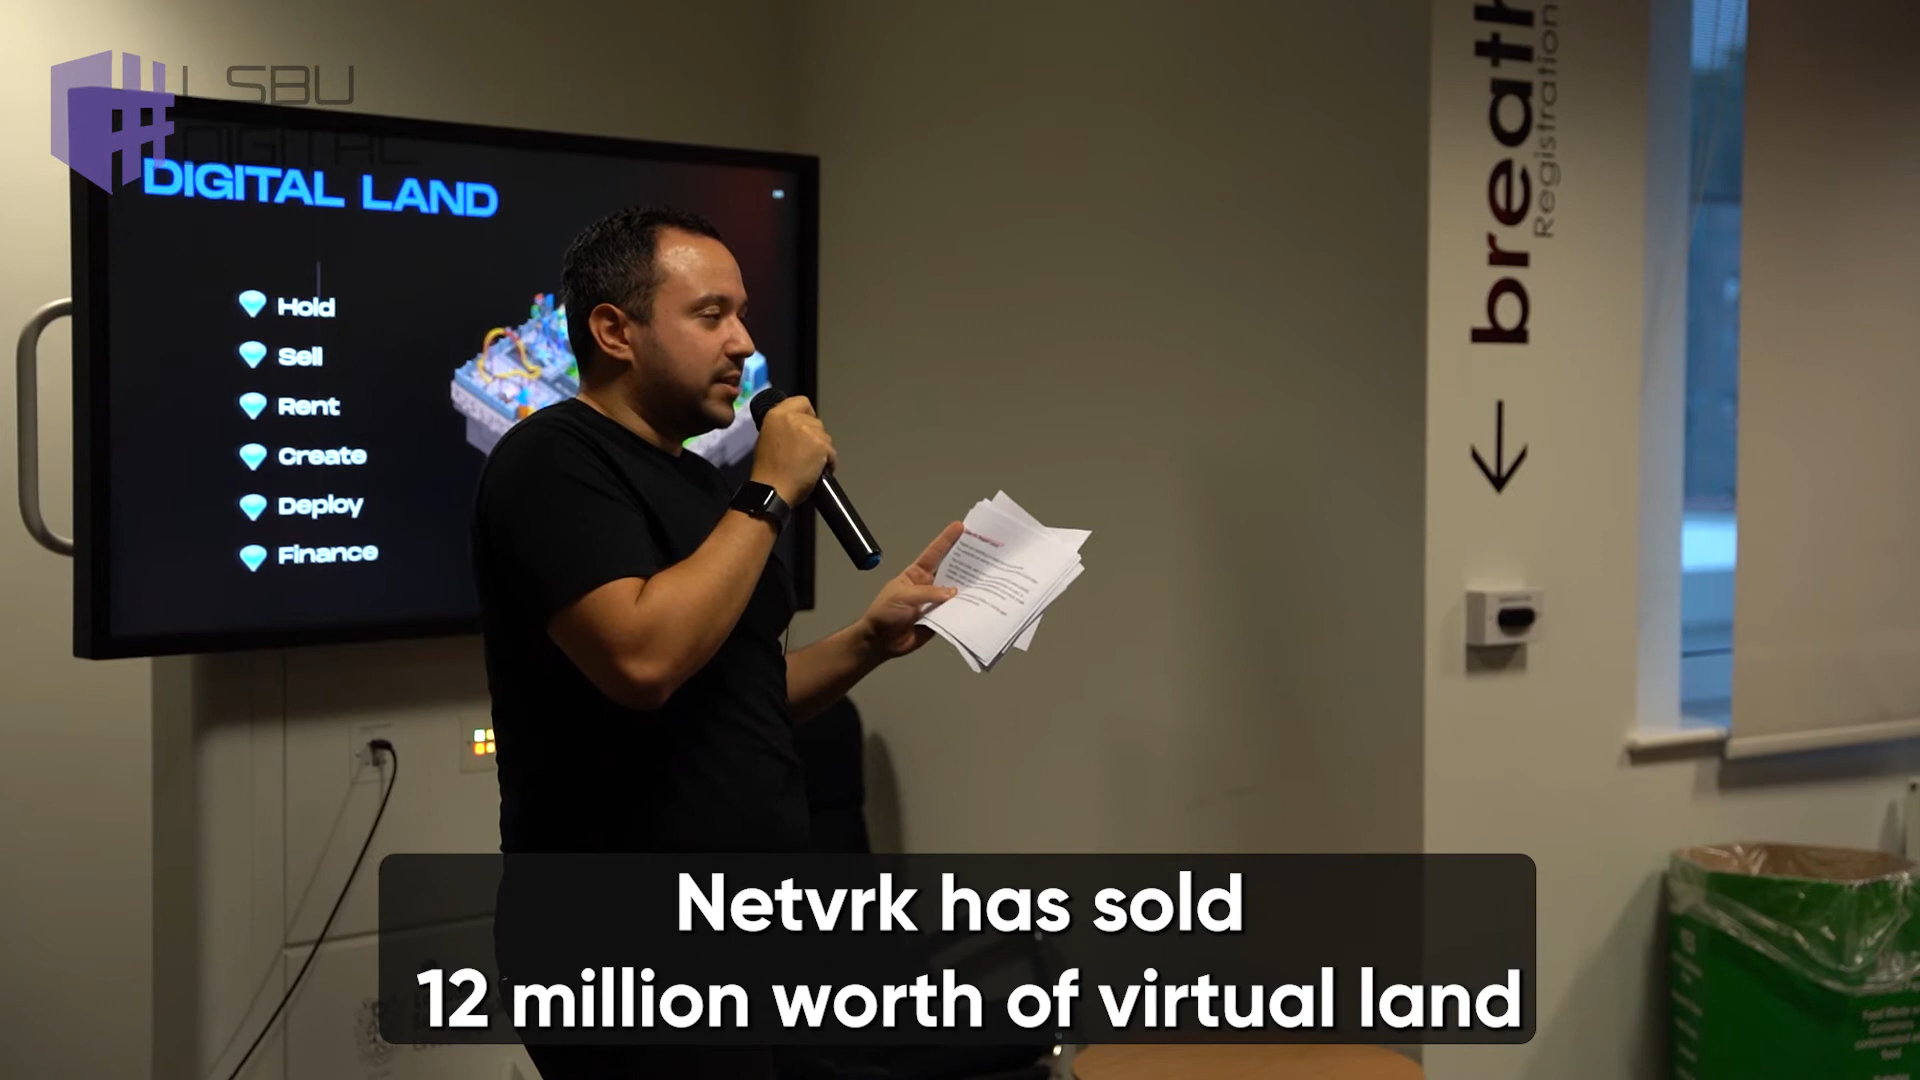 LSBU
DIGITAL
DIGITAL LAND
Hold
Sell
Rent
Create
Deploy
Finance
breath
Registration
Netvrk has sold
12 million worth of virtual land